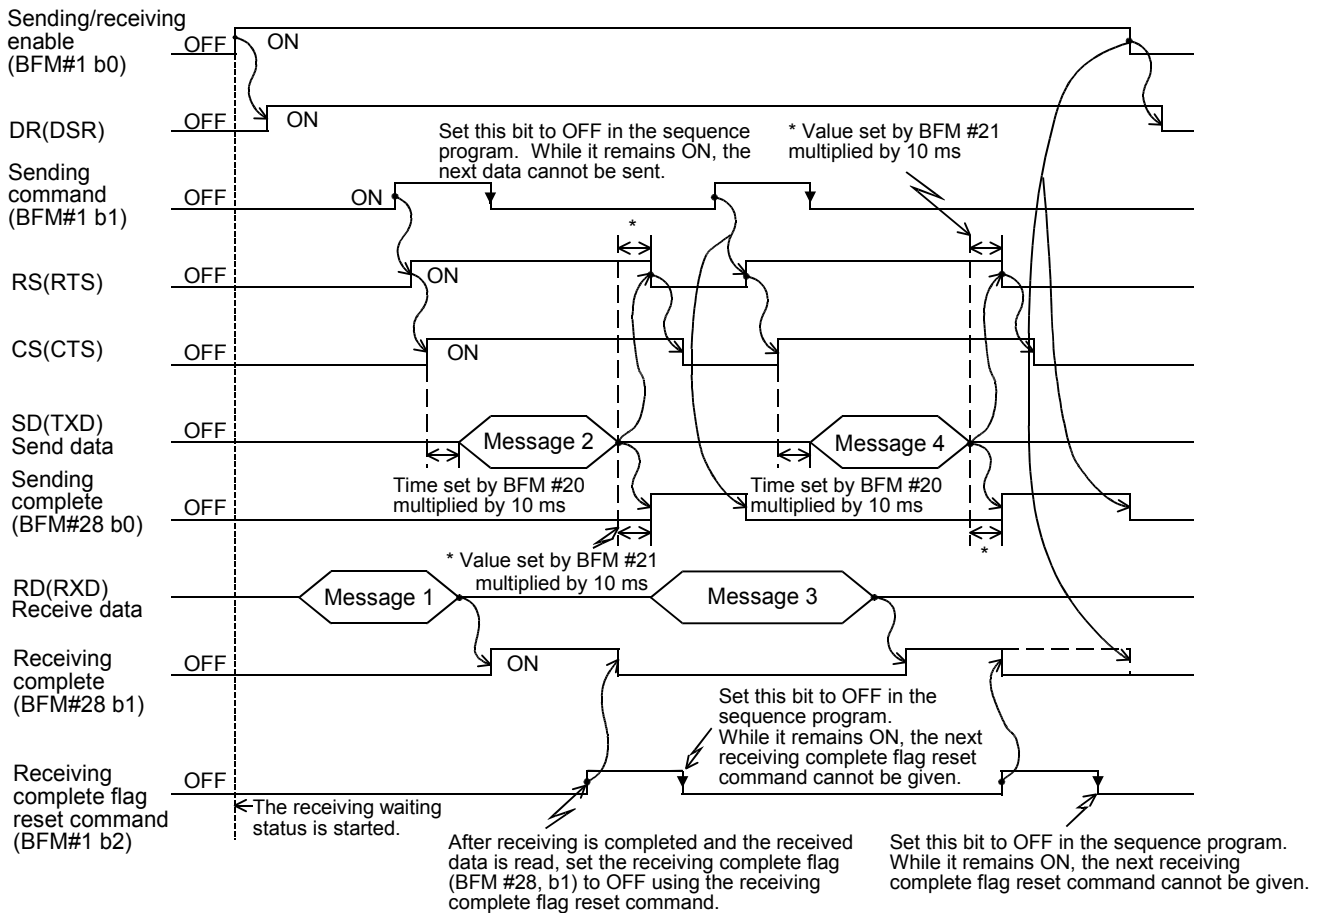 Sending/receiving
enable
(BFM#1 b0)
OFF
ON
DR(DSR)
OFF
ON
Set this bit to OFF in the sequence
program. While it remains ON, the
next data cannot be sent.
* Value set by BFM #21
multiplied by 10 ms
Sending
command
(BFM#1 b1)
OFF
ON
*
RS(RTS)
OFF
ON
CS(CTS)
OFF
ON
SD(TXD)
Send data
OFF
Message 2
Message 4
Time set by BFM #20
multiplied by 10 ms
Time set by BFM #20
multiplied by 10 ms
Sending
complete
(BFM#28 b0)
OFF
* Value set by BFM #21
multiplied by 10 ms
*
RD(RXD)
Receive data
Message 1
Message 3
Receiving
complete
(BFM#28 b1)
OFF
ON
Set this bit to OFF in the
sequence program.
While it remains ON, the next
receiving complete flag reset
command cannot be given.
Receiving
complete flag
reset command
(BFM#1 b2)
OFF
The receiving waiting
status is started.
After receiving is completed and the received
data is read, set the receiving complete flag
(BFM #28, b1) to OFF using the receiving
complete flag reset command.
Set this bit to OFF in the sequence program.
While it remains ON, the next receiving
complete flag reset command cannot be given.